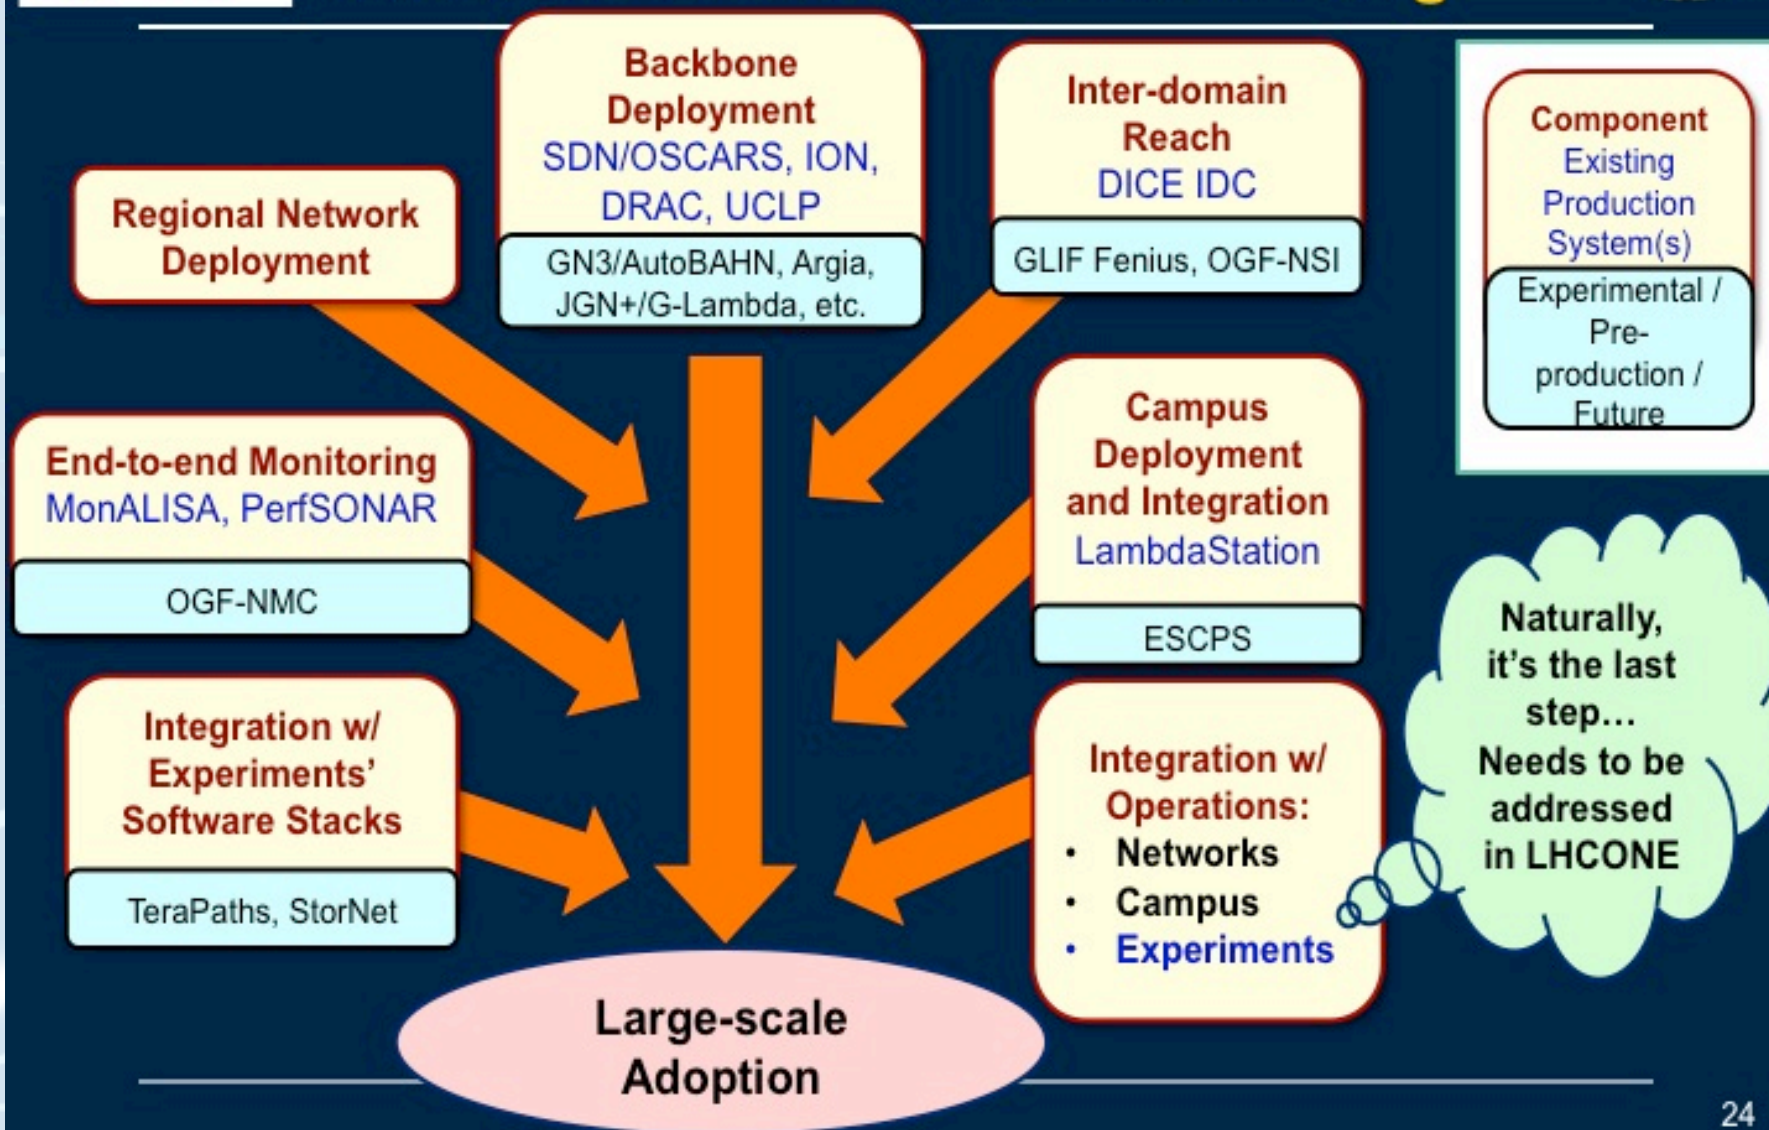 Backbone
Deployment
SDN/OSCARS, ION,
DRAC, UCLP
GN3/AutoBAHN, Argia,
JGN+/G-Lambda, etc.
Inter-domain
Reach
DICE IDC
GLIF Fenius, OGF-NSI
Component
Existing
Production
System(s)
Experimental /
Pre-
production /
Future
Regional Network
Deployment
End-to-end Monitoring
MonALISA, PerfSONAR
OGF-NMC
Campus
Deployment
and Integration
LambdaStation
ESCPS
Integration w/
Experiments’
Software Stacks
TeraPaths, StorNet
Integration w/
Operations:
• Networks
• Campus
• Experiments
Naturally,
it’s the last
step…
Needs to be
addressed
in LHCONE
Large-scale
Adoption
24